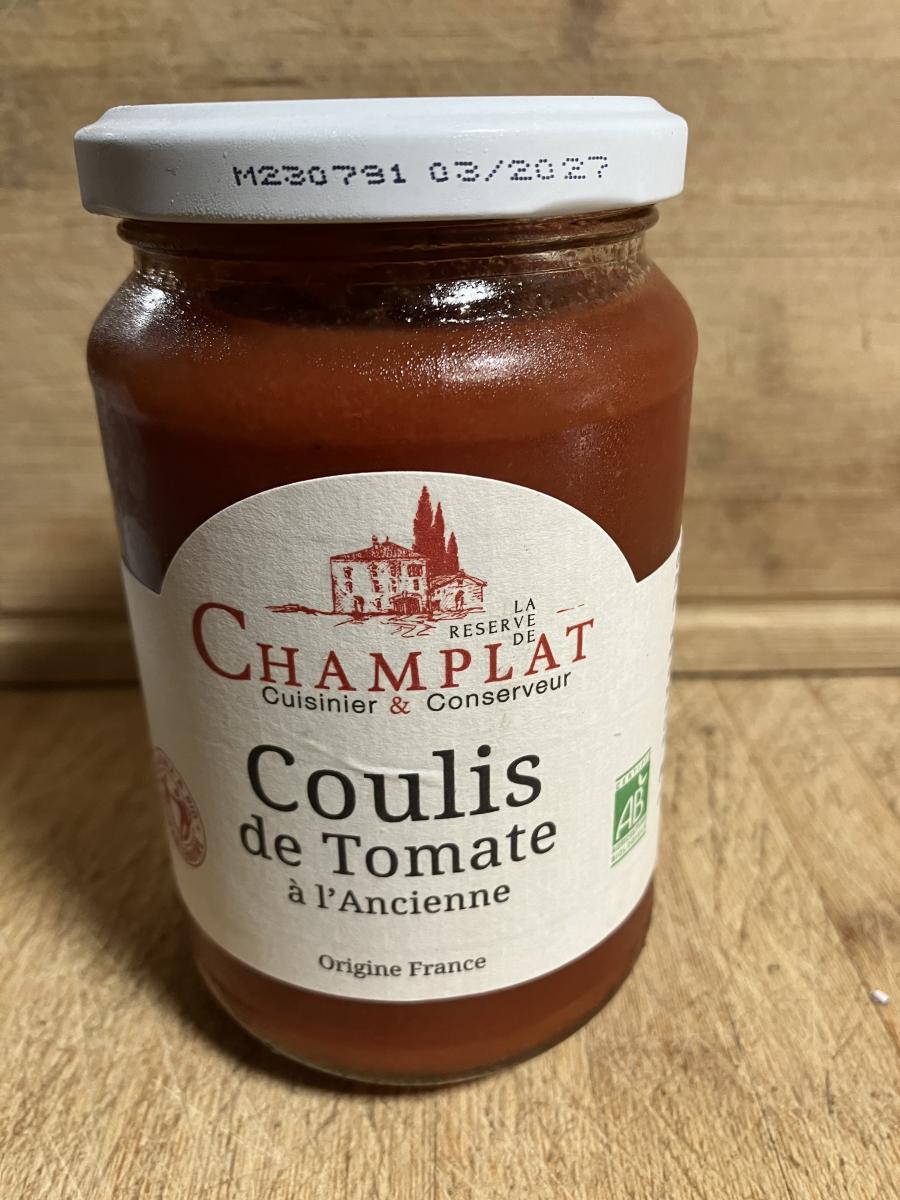 M230791 03/2027
LA
RESERVE
DE
CHAMPLAT
Cuisinier & Conserveur
Coulis
de Tomate
à l'Ancienne
AB
Origine France